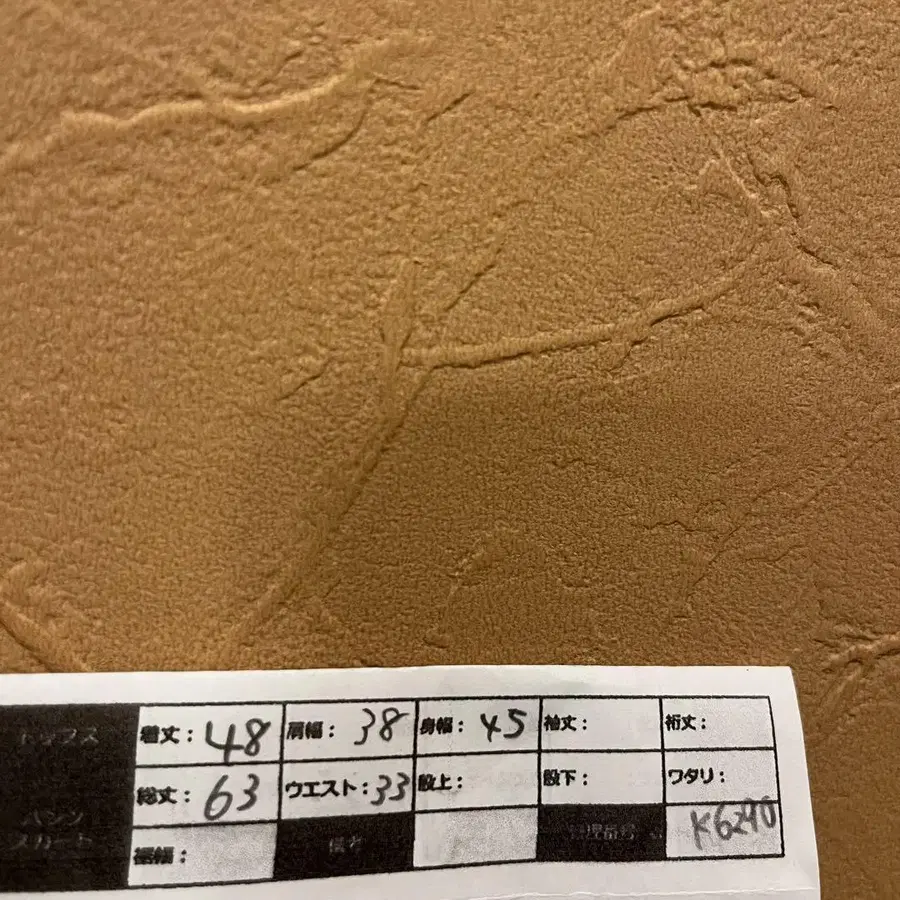 トップス 着丈: 48 肩幅: 38 身幅: 45 袖丈: 裄丈:
パンツ 総丈: 63 ウエスト: 33 股上: 股下: ワタリ:
スカート 裾幅: 備考 管理番号 K6290